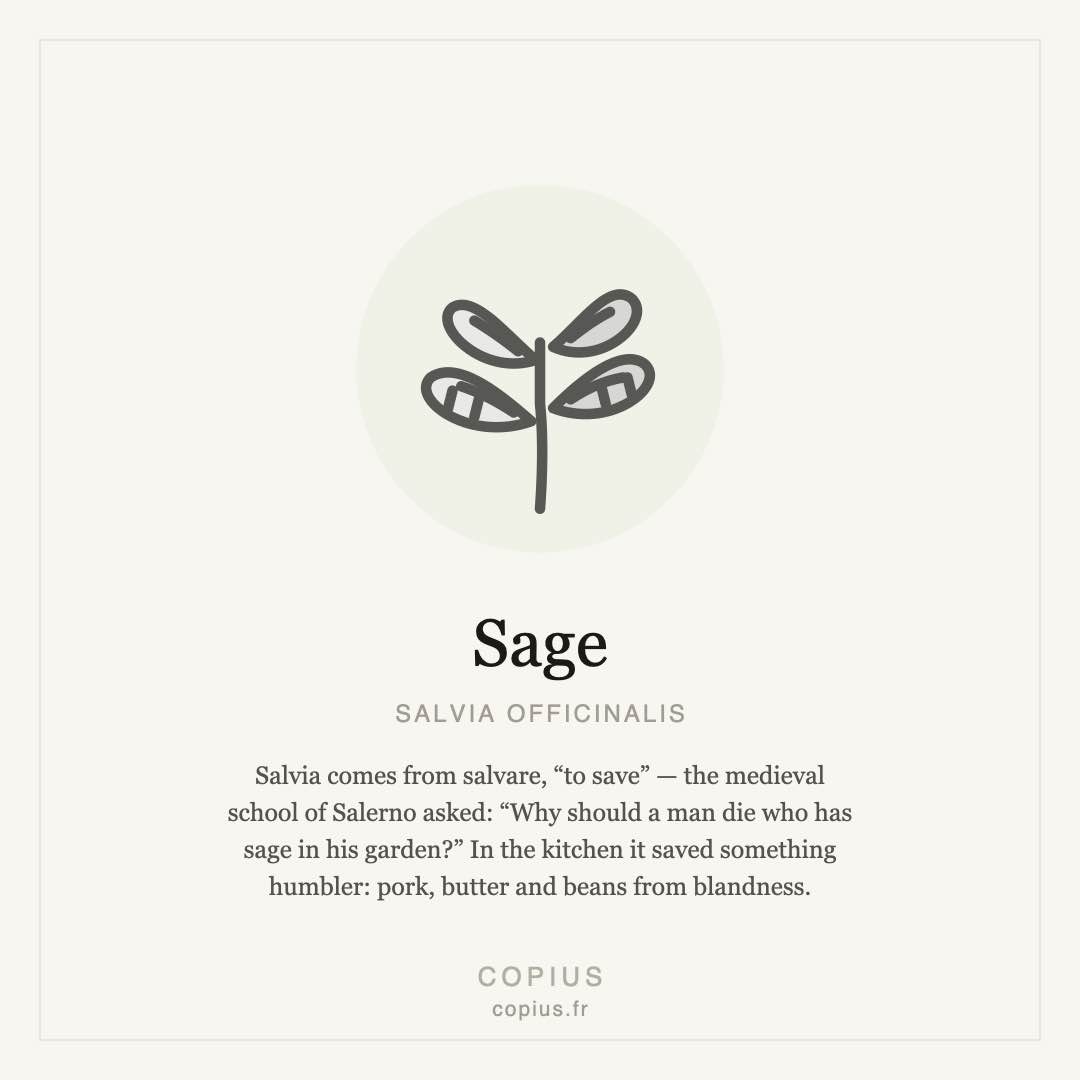 Sage
SALVIA OFFICINALIS
Salvia comes from salvare, “to save” — the medieval
school of Salerno asked: “Why should a man die who has
sage in his garden?” In the kitchen it saved something
humbler: pork, butter and beans from blandness.
COPIUS
copius.fr